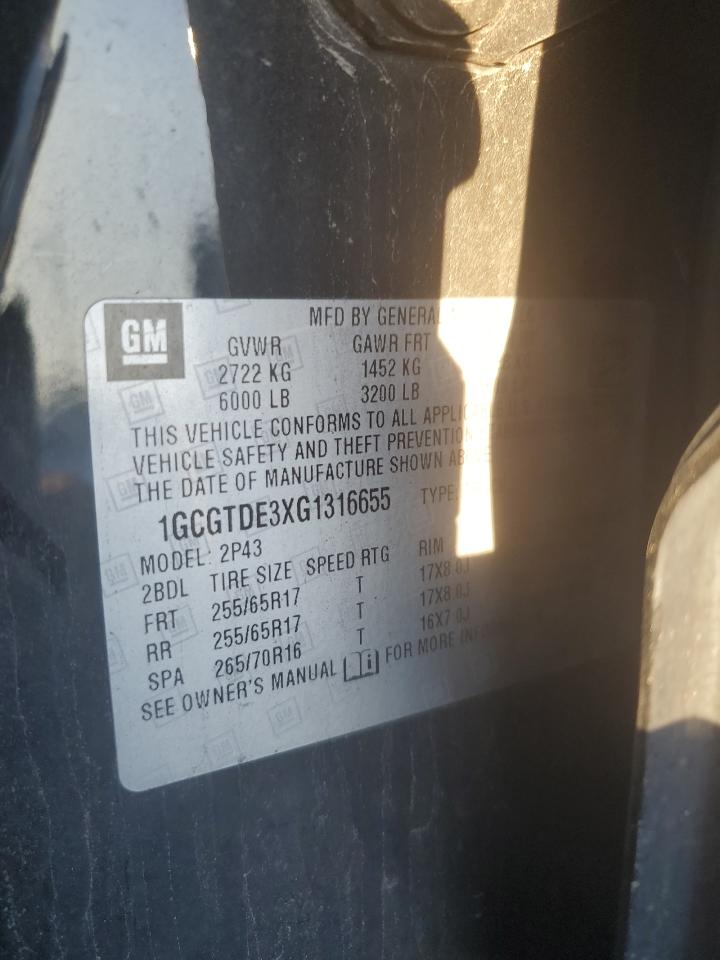 GM
MFD BY GENERAL
GVWR GAWR FRT
2722 KG 1452 KG
6000 LB 3200 LB
THIS VEHICLE CONFORMS TO ALL
VEHICLE SAFETY AND THEFT PREVENTION
THE DATE OF MANUFACTURE SHOWN
1GCGTDE3XG1316655 TYPE:
MODEL: 2P43
2BDL TIRE SIZE SPEED RTG RIM
FRT 255/65R17 T 17X8.0J
RR 255/65R17 T 17X8.0J
SPA 265/70R16 T 16X7.0J
SEE OWNER'S MANUAL FOR MORE